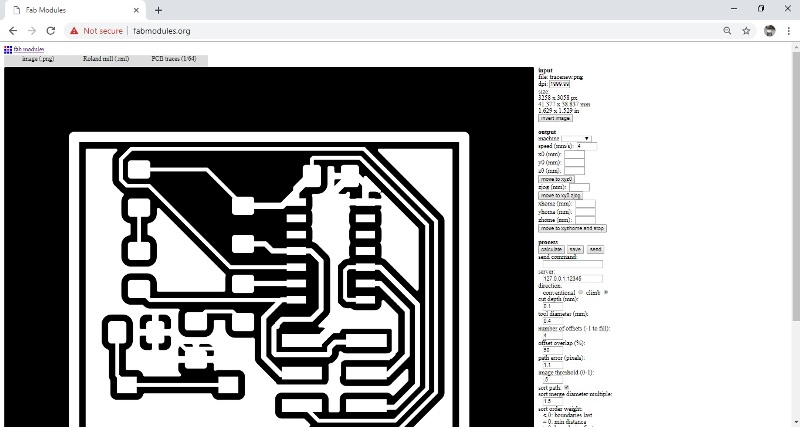 Fab Modules
Not secure | fabmodules.org
fab modules
image (.png) Roland mill (.rml) PCB traces (1/64)
input
file: tracenew.png
dpi: 1999.99
size:
3258 x 3058 px
41.377 x 38.837 mm
1.629 x 1.529 in
invert image
output
machine
speed (mm/s): 4
x0 (mm):
y0 (mm):
z0 (mm):
move to xyz0
zjog (mm):
move to xy0 zjog
xhome (mm):
yhome (mm):
zhome (mm):
move to xyzhome and stop
process
calculate save send
send command:
server:
127.0.0.1:12345
direction:
conventional climb
cut depth (mm):
0.1
tool diameter (mm):
0.4
number of offsets (-1 to fill):
4
offset overlap (%):
50
path error (pixels):
1.1
image threshold (0-1):
.5
sort path:
sort merge diameter multiple:
1.5
sort order weight:
< 0: boundaries last
~ 0: min distance